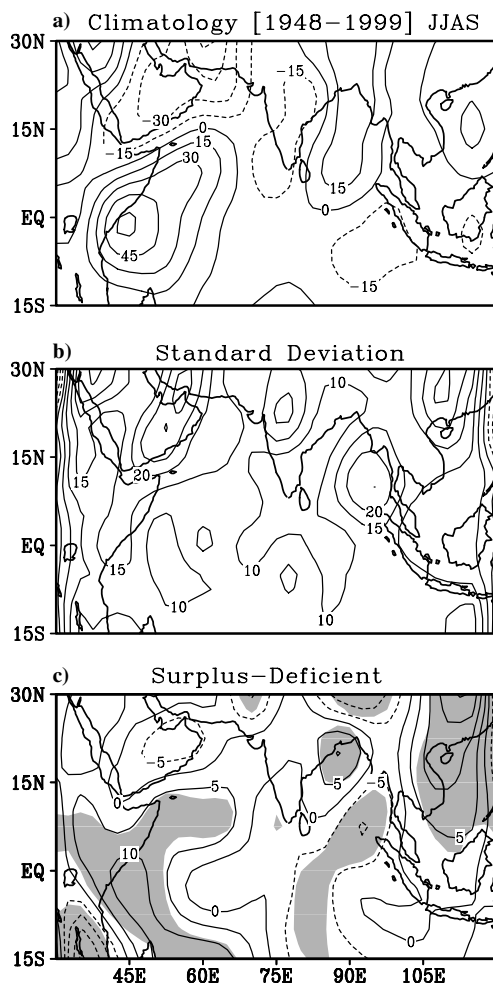 a) Climatology [1948−1999] JJAS
30N
−15
−30
15N
0
−15
15
30
15
0
EQ
45
−15
15S
b) Standard Deviation
30N
10
15N
20
15
20
15
EQ
15
10
10
10
15S
c) Surplus−Deficient
30N
−5
5
−5
15N
0
5
0
5
10
EQ
0
0
15S
45E 60E 75E 90E 105E